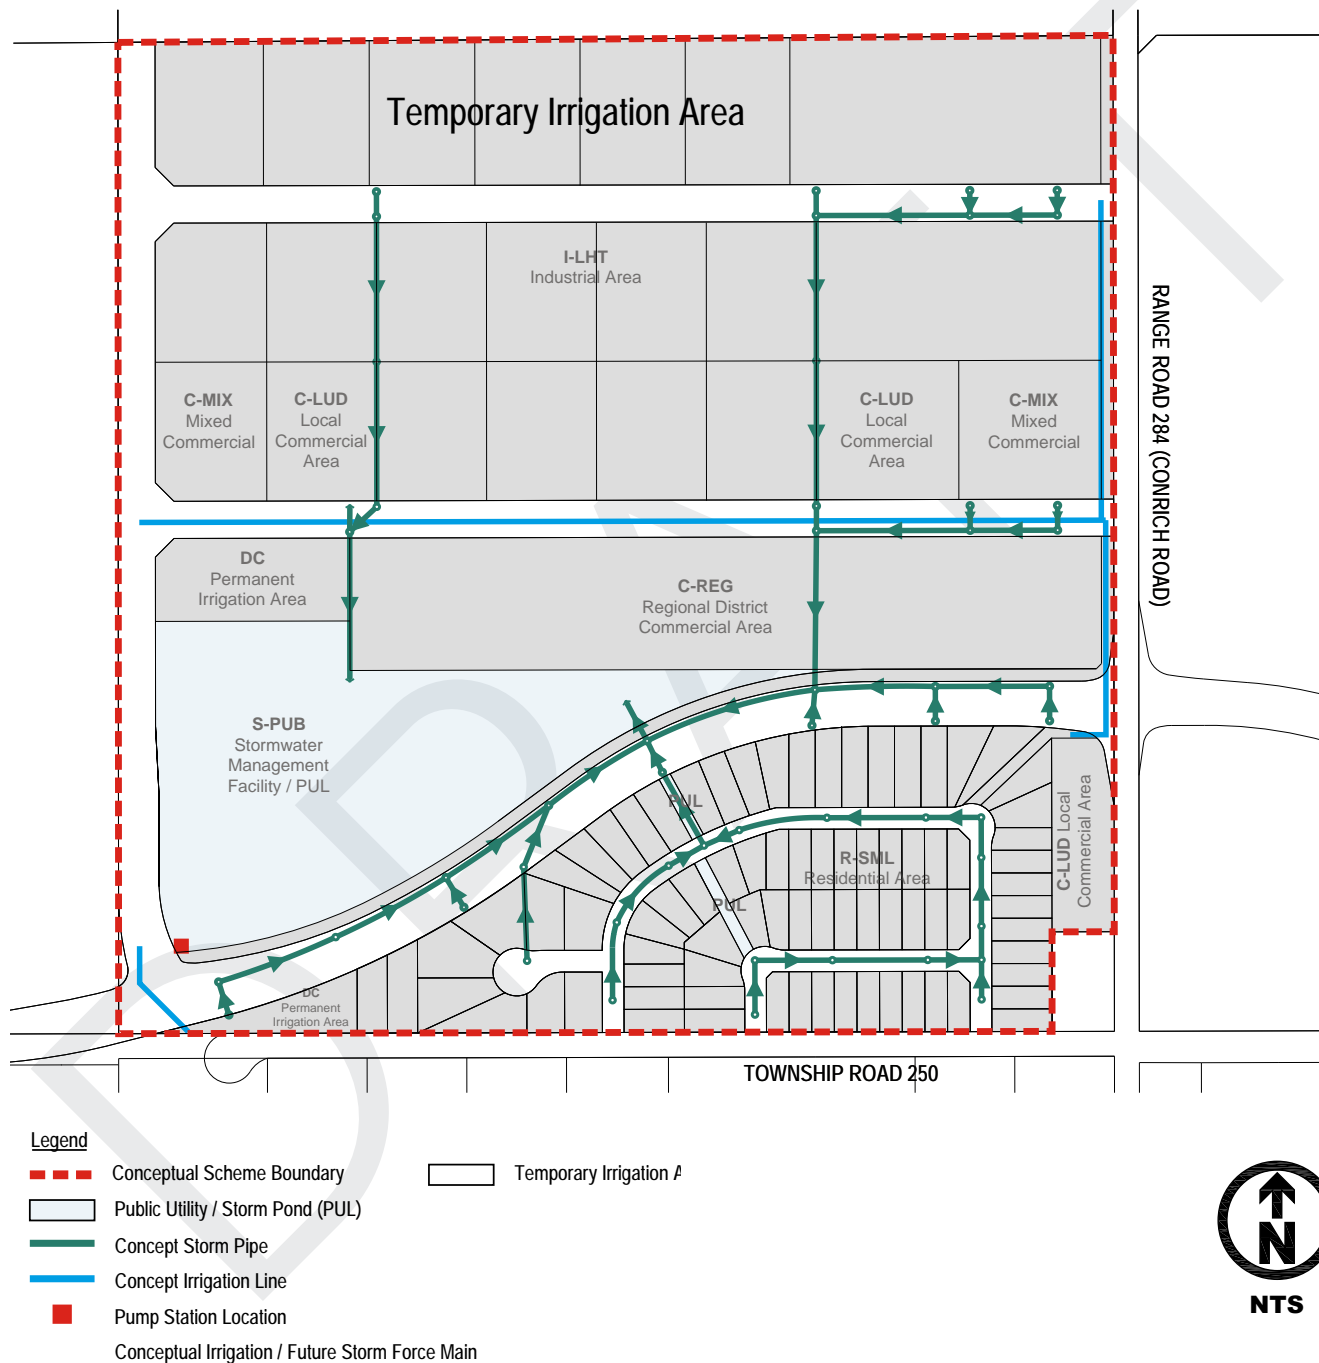 Temporary Irrigation Area
I-LHT
Industrial Area
C-MIX
Mixed
Commercial
C-LUD
Local
Commercial
Area
C-LUD
Local
Commercial
Area
C-MIX
Mixed
Commercial
RANGE ROAD 284 (CONRICH ROAD)
DC
Permanent
Irrigation Area
C-REG
Regional District
Commercial Area
S-PUB
Stormwater
Management
Facility / PUL
PUL
R-SML
Residential Area
PUL
C-LUD Local
Commercial Area
DC
Permanent
Irrigation Area
TOWNSHIP ROAD 250
DRAFT
Legend
Conceptual Scheme Boundary
Temporary Irrigation
Public Utility / Storm Pond (PUL)
Concept Storm Pipe
Concept Irrigation Line
Pump Station Location
Conceptual Irrigation / Future Storm Force Main
N
NTS